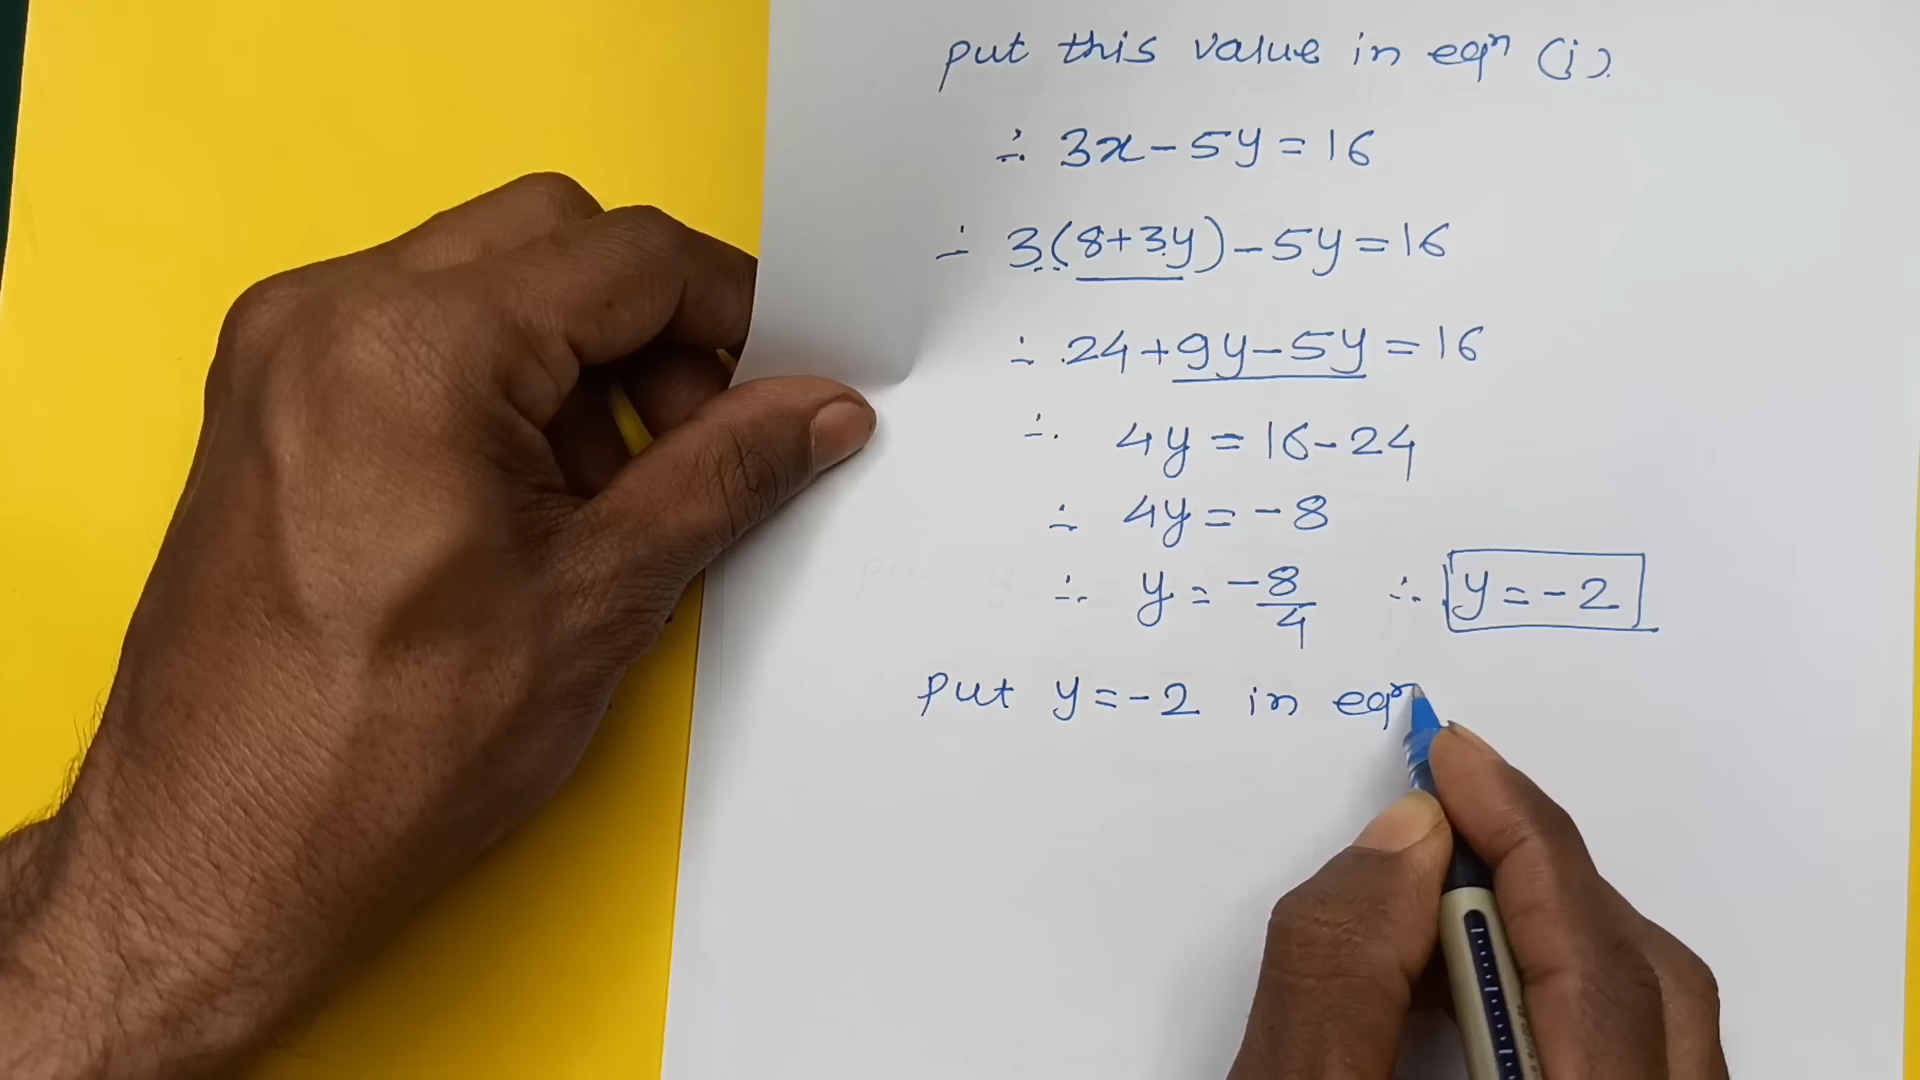 put this value in eqⁿ (i).
∴ 3x-5y=16
∴ 3(8+3y)-5y=16
∴ 24+9y-5y=16
∴ 4y=16-24
∴ 4y=-8
∴ y=-8/4 ∴ y=-2
Put y=-2 in eqⁿ